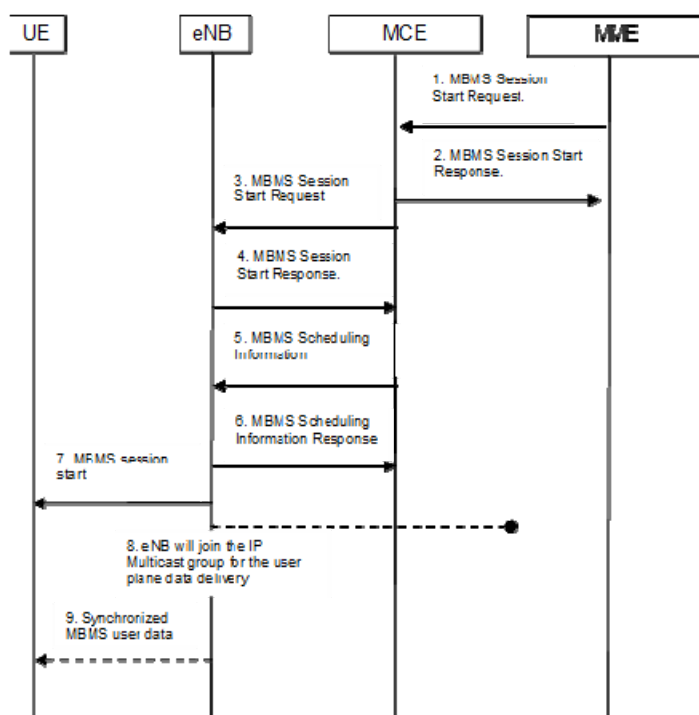 UE eNB MCE MME
1. MBMS Session
Start Request.
2. MBMS Session Start
Response.
3. MBMS Session
Start Request
4. MBMS Session
Start Response.
5. MBMS Scheduling
Information
6. MBMS Scheduling
Information Response
7. MBMS session
start
8. eNB will join the IP
Multicast group for the user
plane data delivery
9. Synchronized
MBMS user data